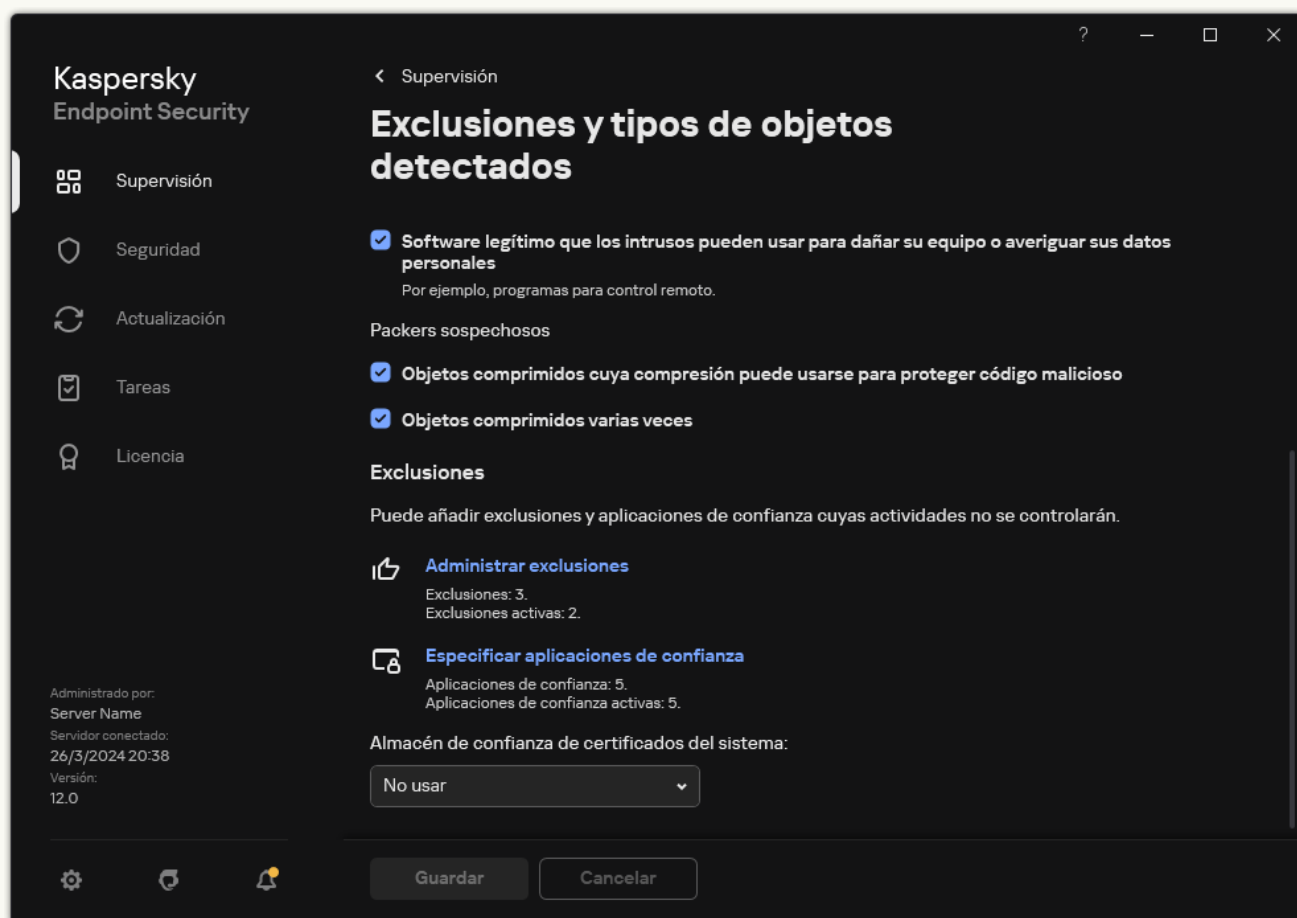 ?
Kaspersky
Endpoint Security
Supervisión
Seguridad
Actualización
Tareas
Licencia
Administrado por:
Server Name
Servidor conectado:
26/3/2024 20:38
Versión:
12.0
Supervisión
Exclusiones y tipos de objetos
detectados
Software legítimo que los intrusos pueden usar para dañar su equipo o averiguar sus datos
personales
Por ejemplo, programas para control remoto.
Packers sospechosos
Objetos comprimidos cuya compresión puede usarse para proteger código malicioso
Objetos comprimidos varias veces
Exclusiones
Puede añadir exclusiones y aplicaciones de confianza cuyas actividades no se controlarán.
Administrar exclusiones
Exclusiones: 3.
Exclusiones activas: 2.
Especificar aplicaciones de confianza
Aplicaciones de confianza: 5.
Aplicaciones de confianza activas: 5.
Almacén de confianza de certificados del sistema:
No usar
Guardar
Cancelar